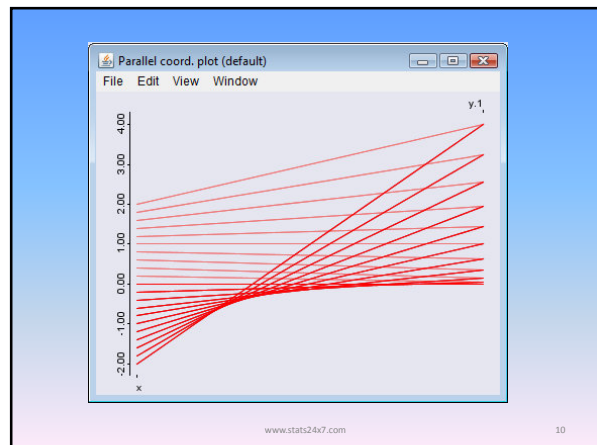 Parallel coord. plot (default)
File Edit View Window
y.1
4.00
3.00
2.00
1.00
0.00
-1.00
-2.00
x
www.stats24x7.com
10